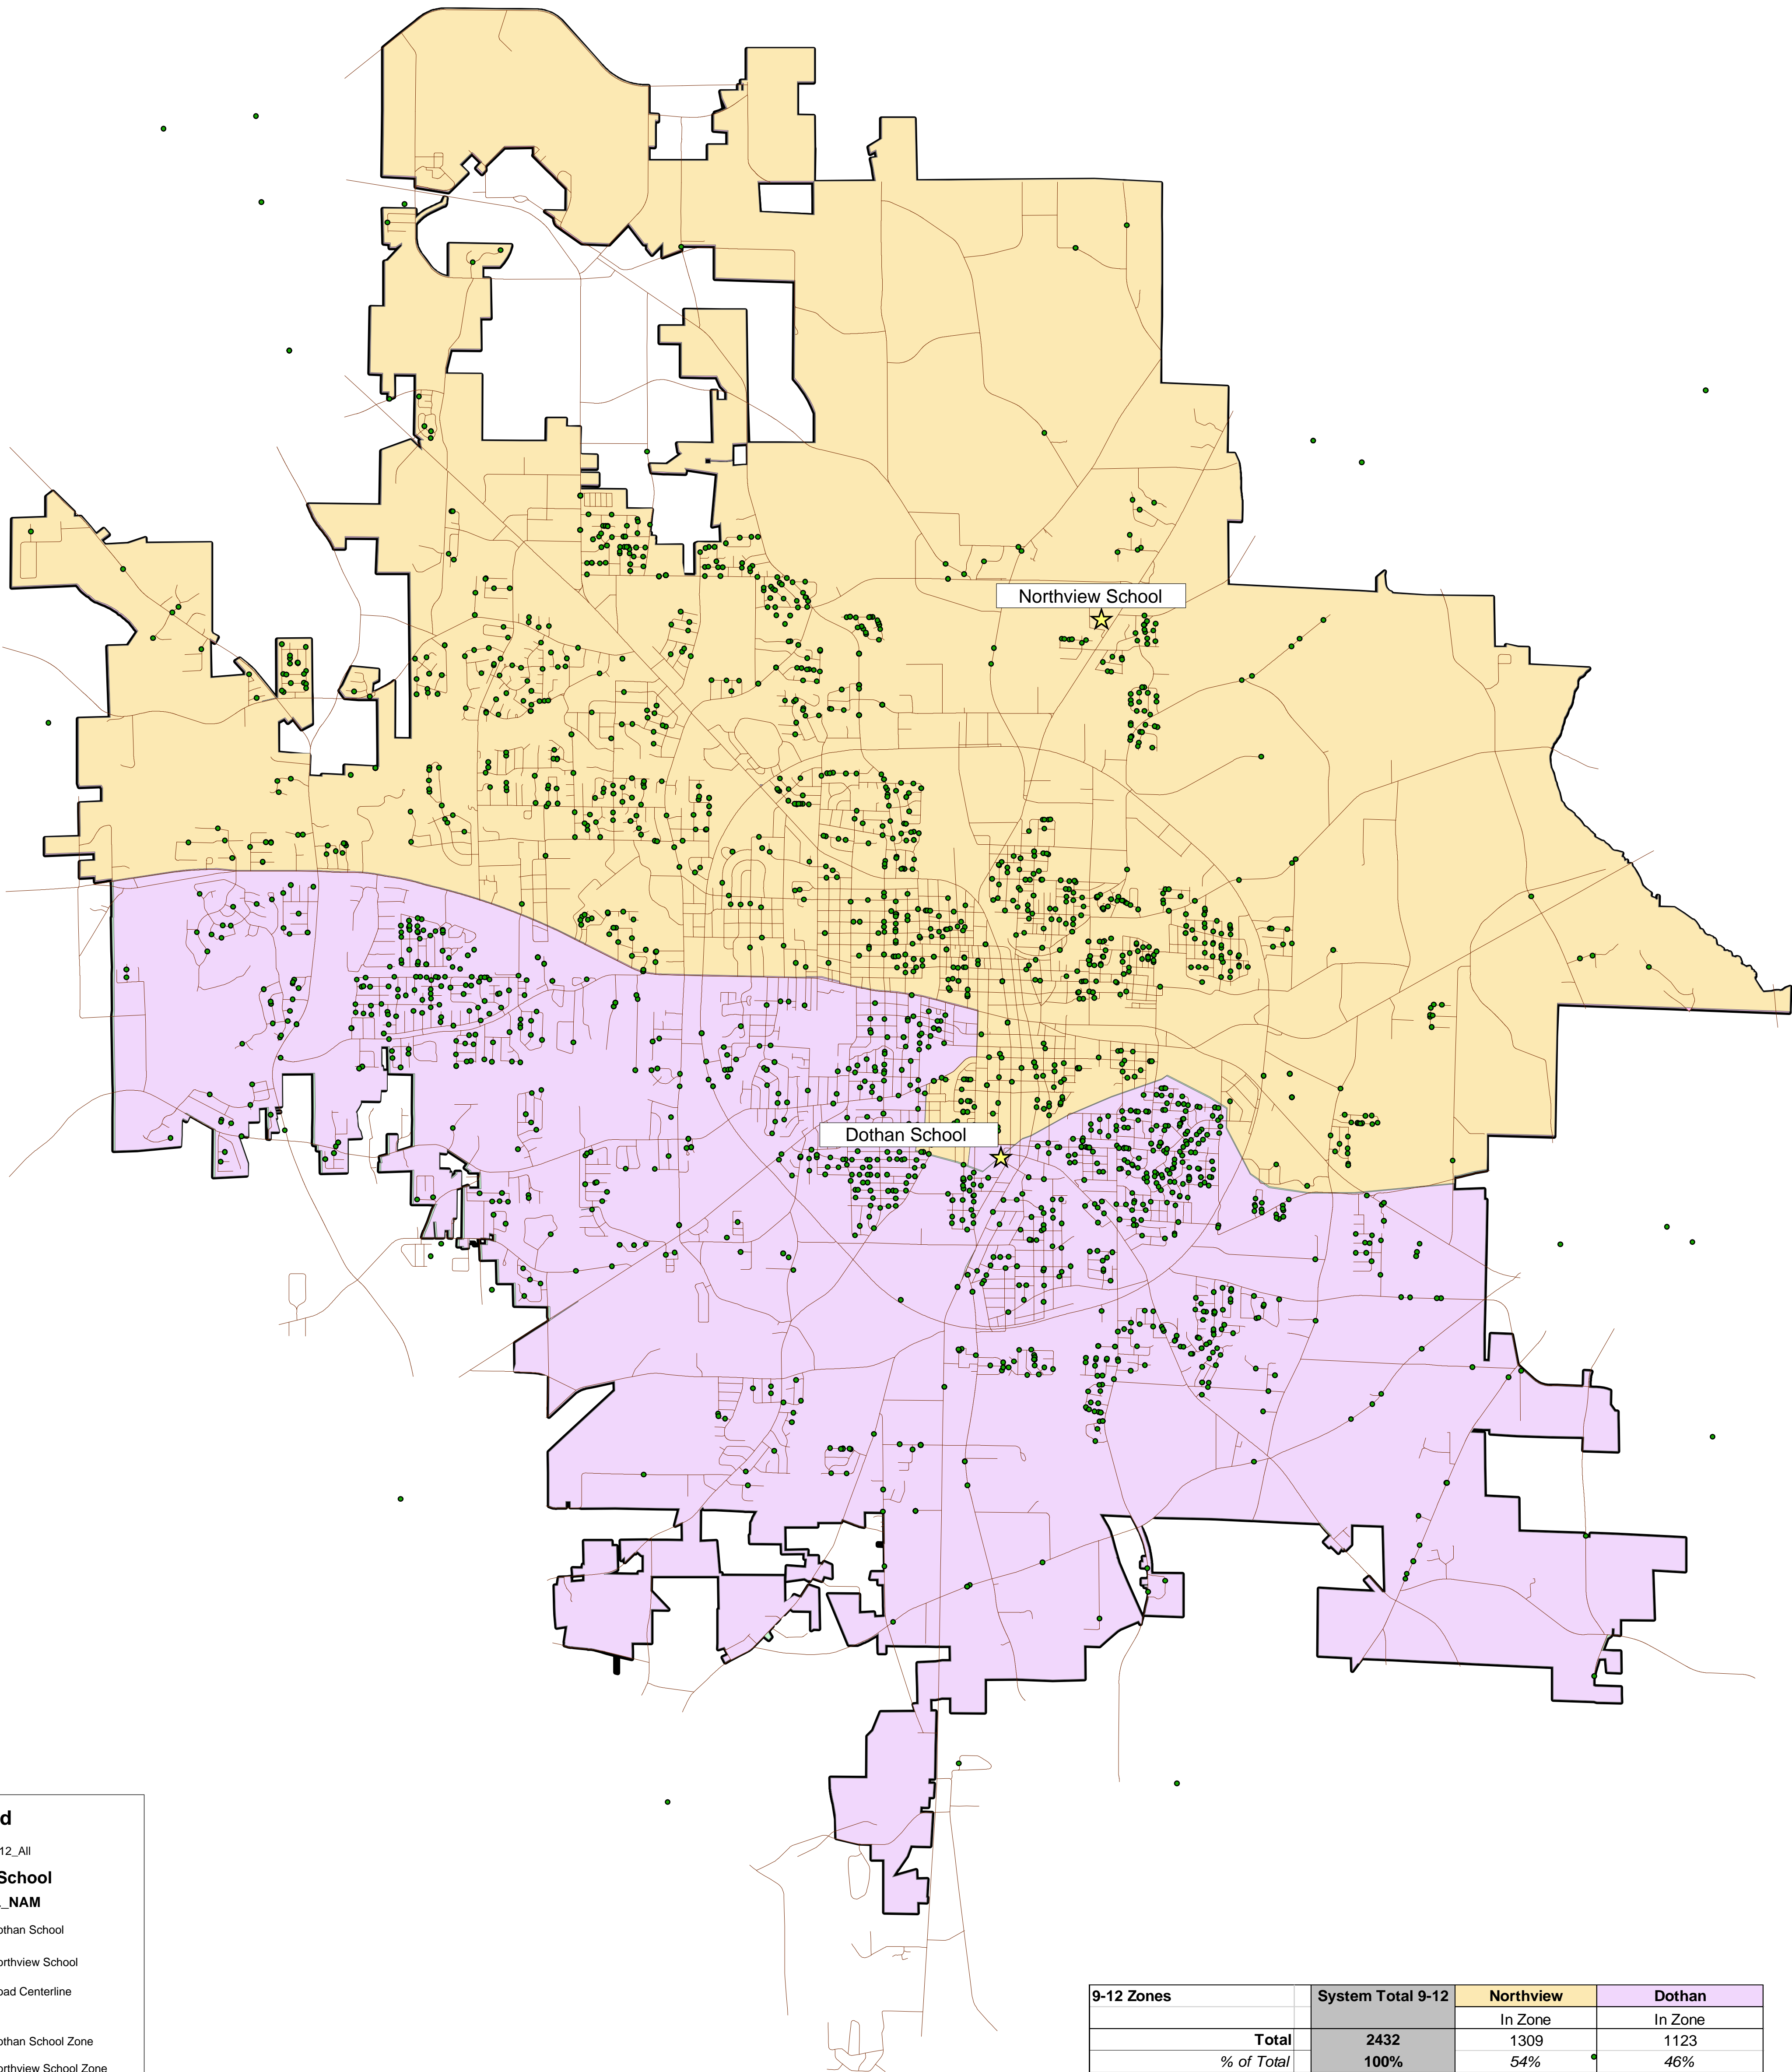 Northview School
Dothan School
d
12_All
School
_NAM
othan School
orthview School
oad Centerline
othan School Zone
orthview School Zone
9-12 Zones System Total 9-12 Northview Dothan
In Zone In Zone
Total 2432 1309 1123
% of Total 100% 54% 46%